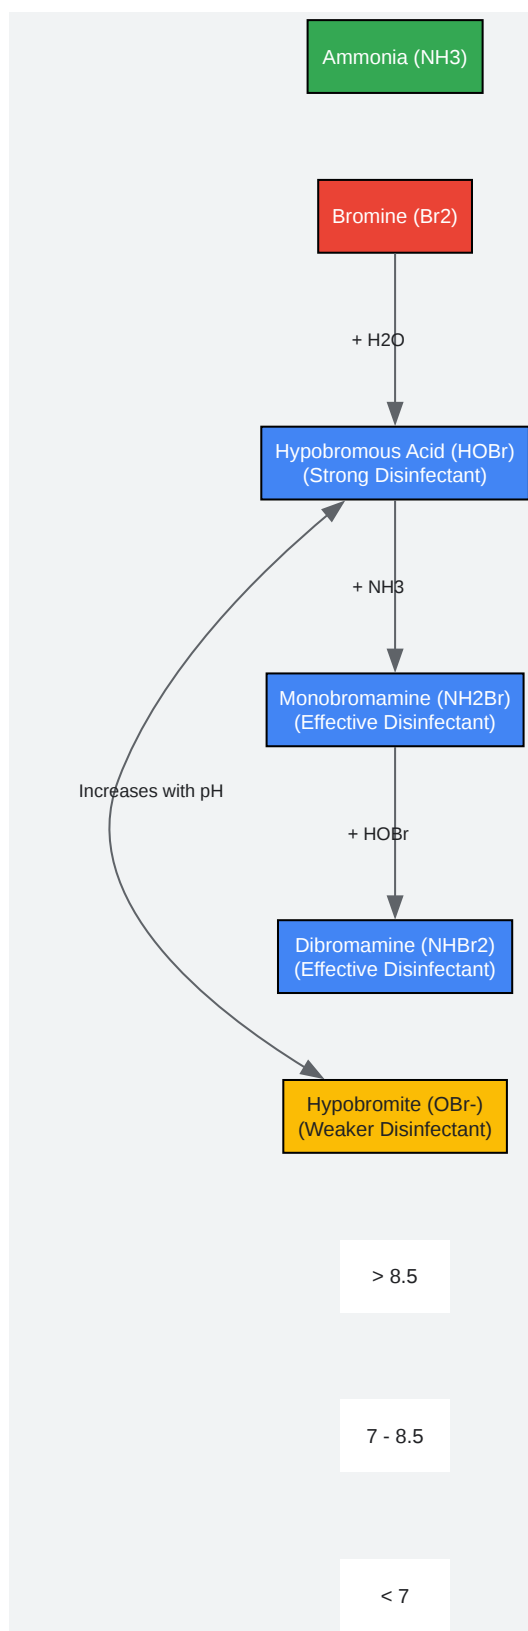 Ammonia (NH3)
Bromine (Br2)
+ H2O
Hypobromous Acid (HOBr)
(Strong Disinfectant)
+ NH3
Monobromamine (NH2Br)
(Effective Disinfectant)
Increases with pH
+ HOBr
Dibromamine (NHBr2)
(Effective Disinfectant)
Hypobromite (OBr-)
(Weaker Disinfectant)
> 8.5
7 - 8.5
< 7